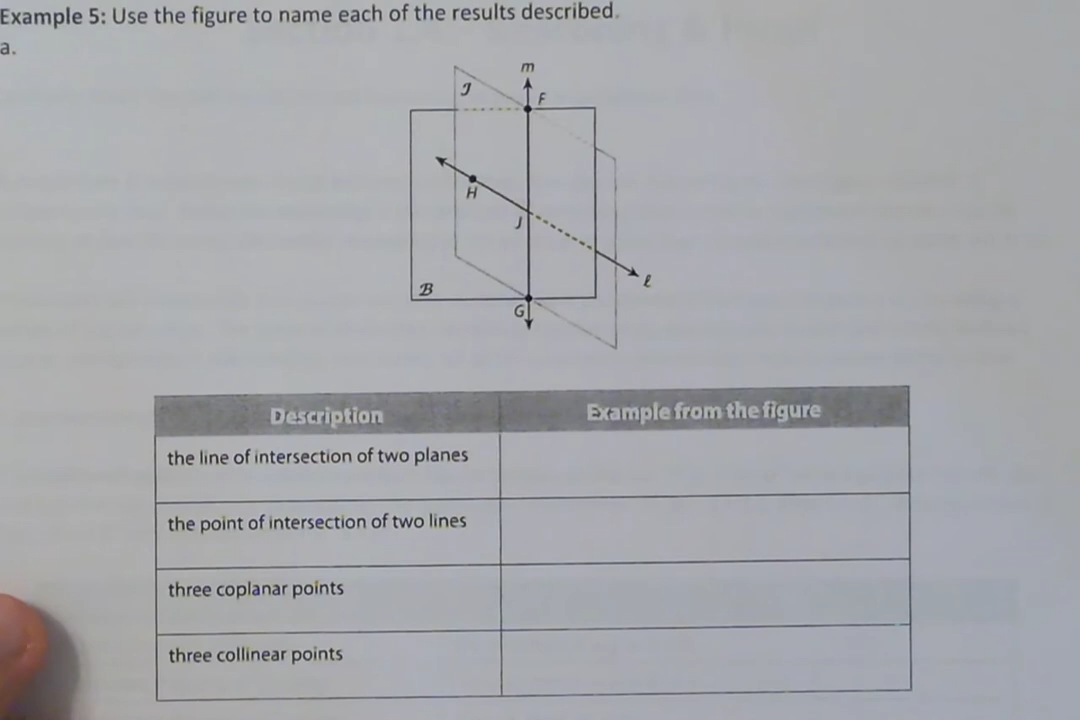 Example 5: Use the figure to name each of the results described.
a.
m
J
F
H
J
B
G
ℓ
Description Example from the figure
the line of intersection of two planes
the point of intersection of two lines
three coplanar points
three collinear points